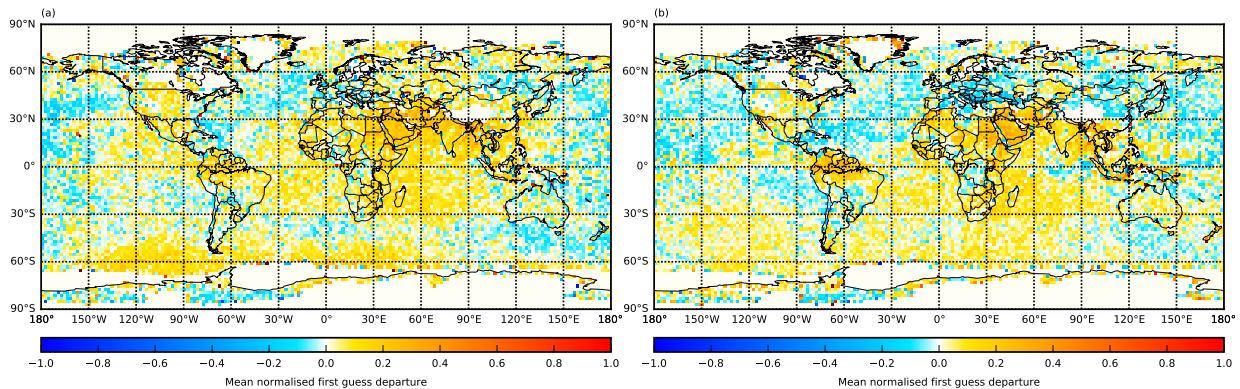 (a) (b)
90°N 90°N
60°N 60°N
30°N 30°N
0° 0°
30°S 30°S
60°S 60°S
90°S 90°S
180° 150°W 120°W 90°W 60°W 30°W 0° 30°E 60°E 90°E 120°E 150°E 180° 180° 150°W 120°W 90°W 60°W 30°W 0° 30°E 60°E 90°E 120°E 150°E 180°
−1.0 −0.8 −0.6 −0.4 −0.2 0.0 0.2 0.4 0.6 0.8 1.0 −1.0 −0.8 −0.6 −0.4 −0.2 0.0 0.2 0.4 0.6 0.8 1.0
Mean normalised first guess departure Mean normalised first guess departure